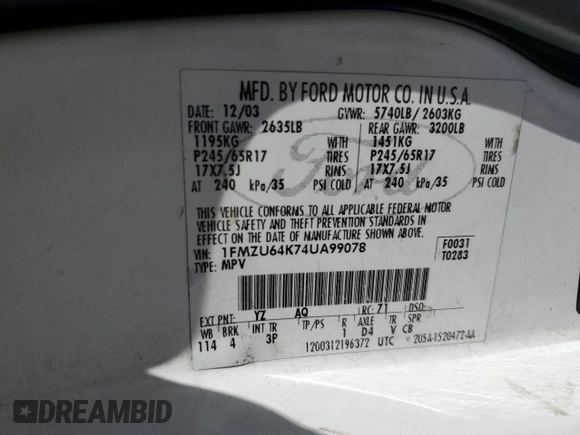 MFD. BY FORD MOTOR CO. IN U.S.A.
DATE: 12/03 GVWR: 5740LB/ 2603KG
FRONT GAWR: 2635LB REAR GAWR: 3200LB
1195KG WITH 1451KG WITH
P245/65R17 TIRES P245/65R17 TIRES
17X7.5J RIMS 17X7.5J RIMS
AT 240 kPa/35 PSI COLD AT 240 kPa/35 PSI COLD
Ford
THIS VEHICLE CONFORMS TO ALL APPLICABLE FEDERAL MOTOR
VEHICLE SAFETY AND THEFT PREVENTION STANDARDS IN
EFFECT ON THE DATE OF MANUFACTURE SHOWN ABOVE.
VIN: 1FMZU64K74UA99078 F0031
TYPE: MPV T0283
EXT PNT: YZ AQ RC: Z1 DSO:
WB BRK INT TR TP/PS R AXLE TR SPR
114 4 3P 1 D4 V CB
1200312196372 UTC 2U5A-1520472-AA
DREAMBID